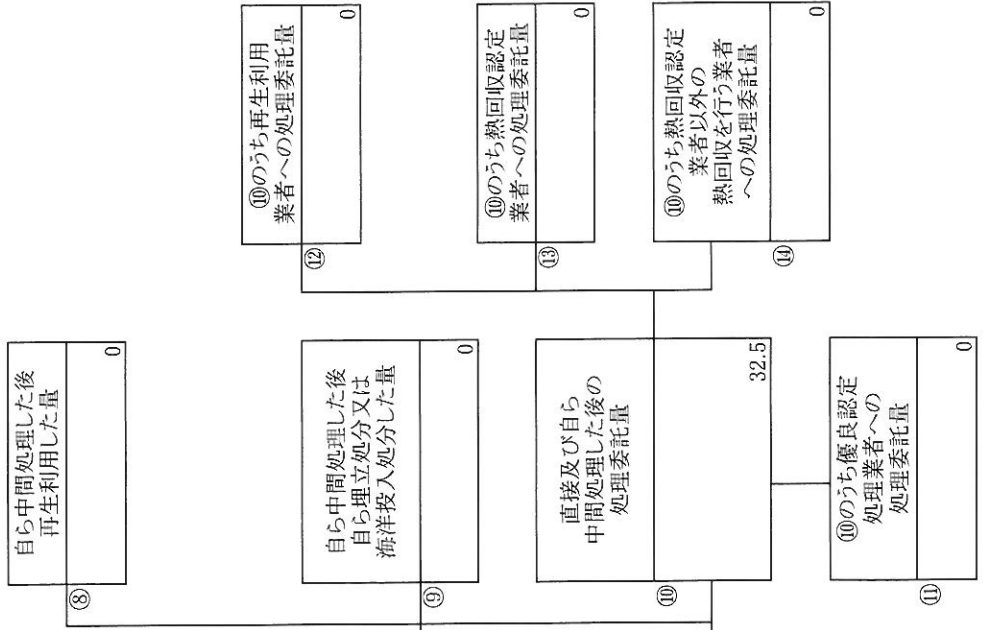 ⑧
自ら中間処理した後
再生利用した量
0
⑨
自ら中間処理した後
自ら埋立処分又は
海洋投入処分した量
0
⑩
直接及び自ら
中間処理した後の
処理委託量
32.5
⑪
⑩のうち優良認定
処理業者への
処理委託量
0
⑫
⑩のうち再生利用
業者への処理委託量
0
⑬
⑩のうち熱回収認定
業者への処理委託量
0
⑭
⑩のうち熱回収認定
業者以外の
熱回収を行う業者
への処理委託量
0